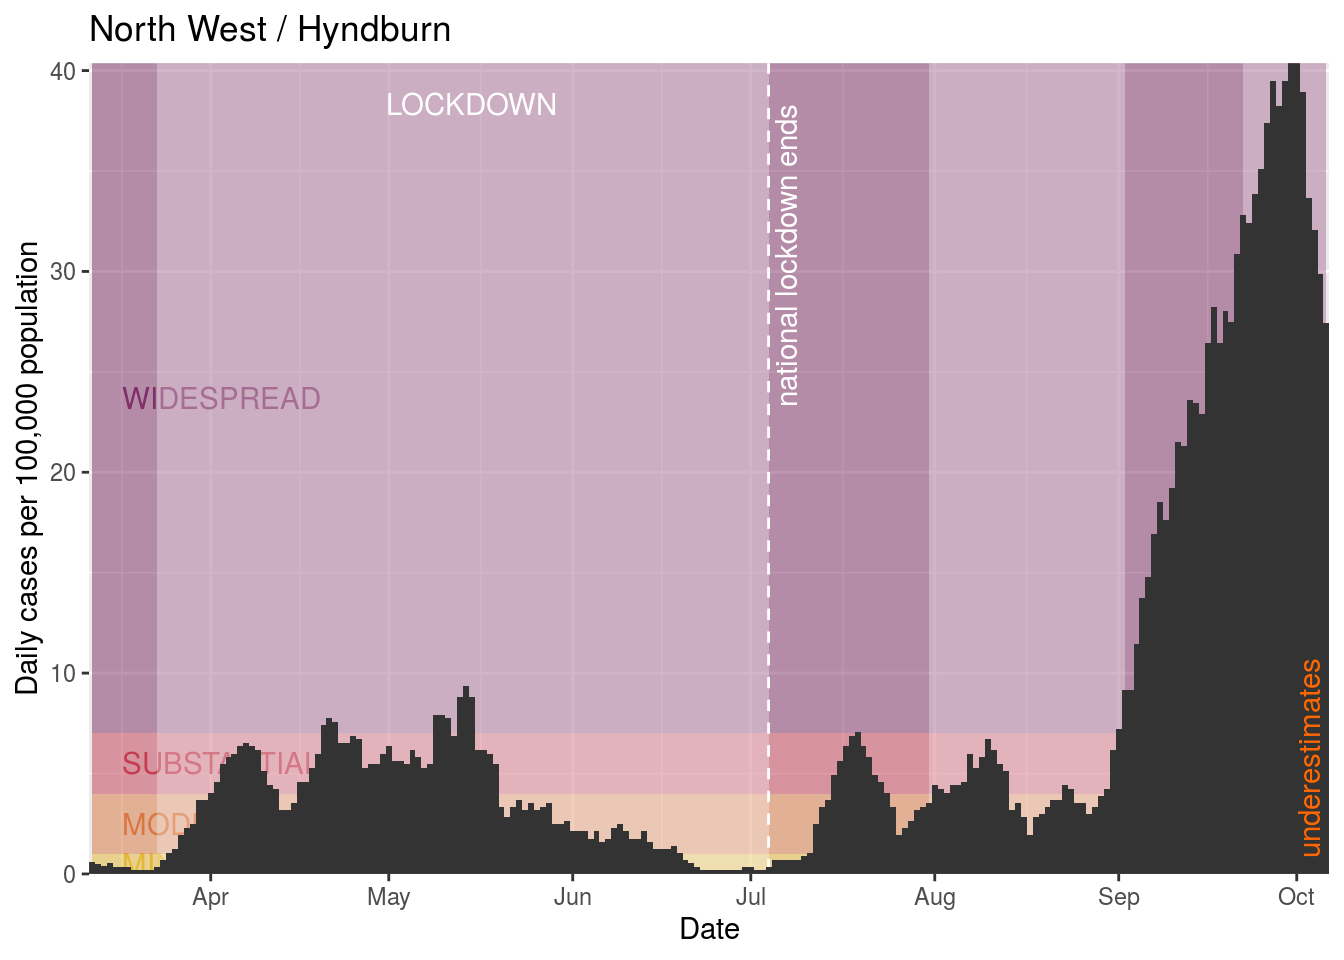 North West / Hyndburn
Daily cases per 100,000 population
40
30
20
10
0
LOCKDOWN
national lockdown ends
WIDESPREAD
underestimates
Apr
May
Jun
Jul
Aug
Sep
Oct
Date